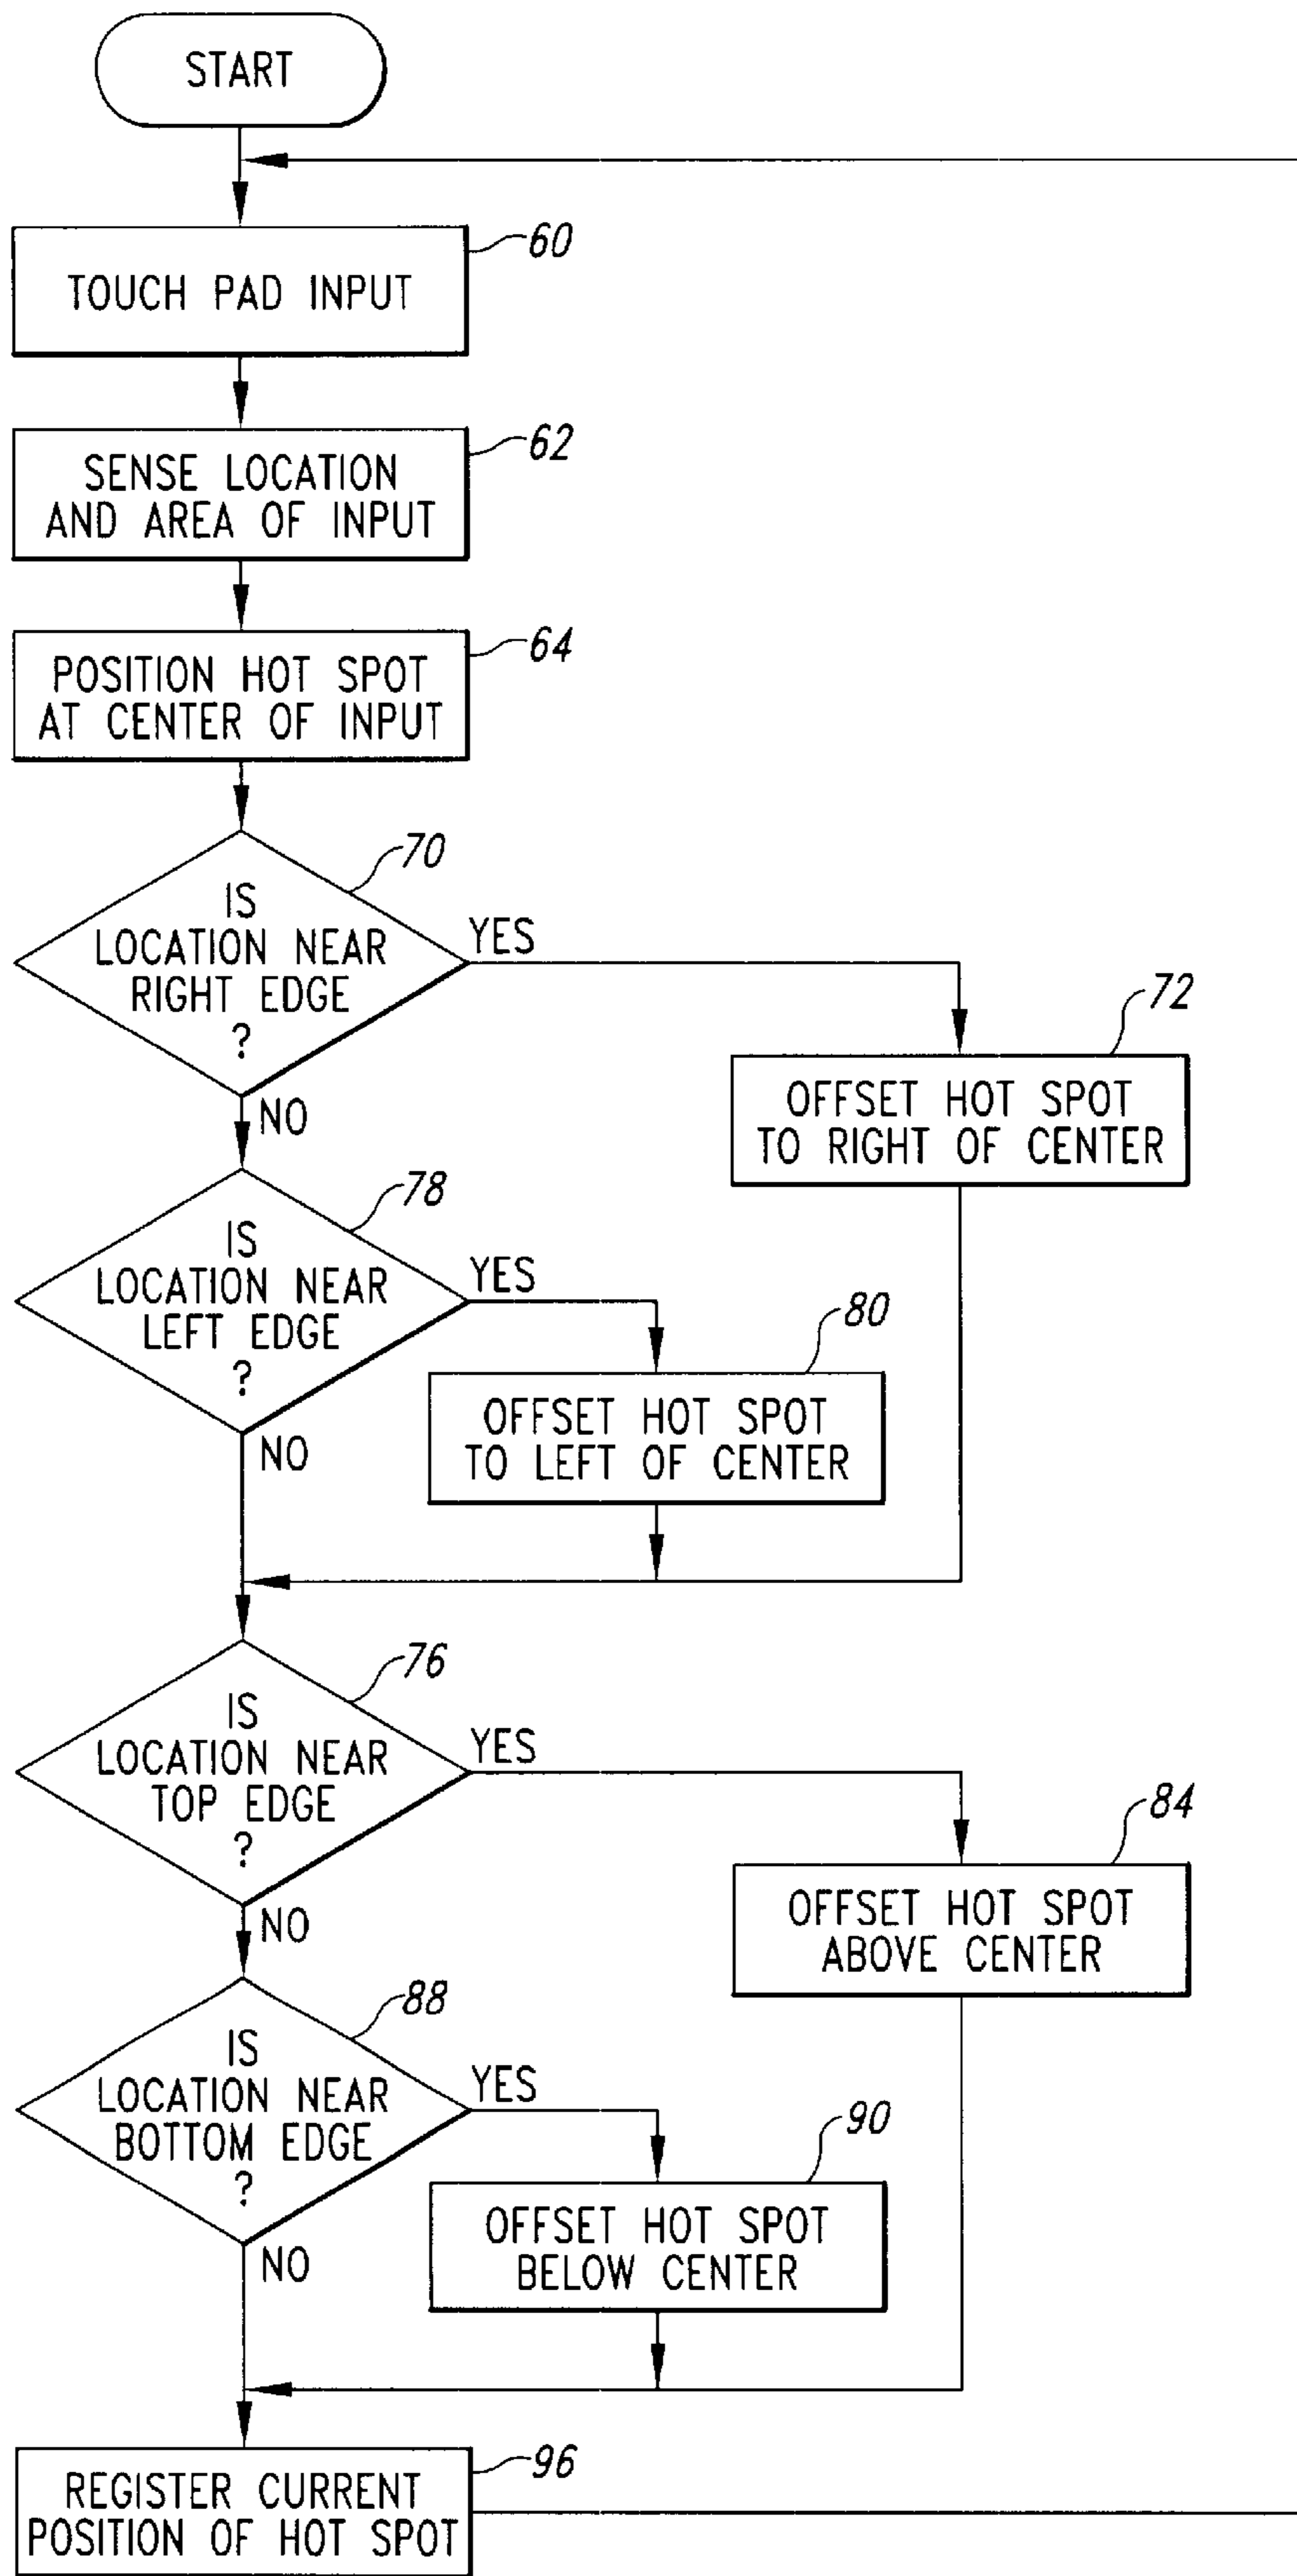 START
60
TOUCH PAD INPUT
62
SENSE LOCATION
AND AREA OF INPUT
64
POSITION HOT SPOT
AT CENTER OF INPUT
70
IS
LOCATION NEAR
RIGHT EDGE
?
YES
NO
72
OFFSET HOT SPOT
TO RIGHT OF CENTER
78
IS
LOCATION NEAR
LEFT EDGE
?
YES
NO
80
OFFSET HOT SPOT
TO LEFT OF CENTER
76
IS
LOCATION NEAR
TOP EDGE
?
YES
NO
84
OFFSET HOT SPOT
ABOVE CENTER
88
IS
LOCATION NEAR
BOTTOM EDGE
?
YES
NO
90
OFFSET HOT SPOT
BELOW CENTER
96
REGISTER CURRENT
POSITION OF HOT SPOT